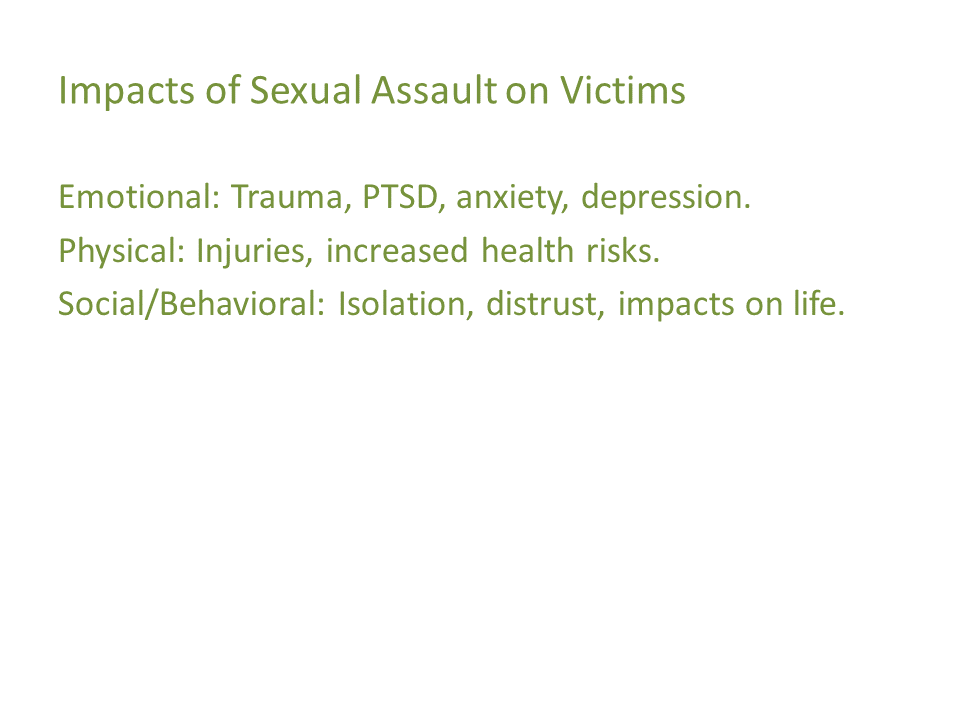 Impacts of Sexual Assault on Victims
Emotional: Trauma, PTSD, anxiety, depression.
Physical: Injuries, increased health risks.
Social/Behavioral: Isolation, distrust, impacts on life.